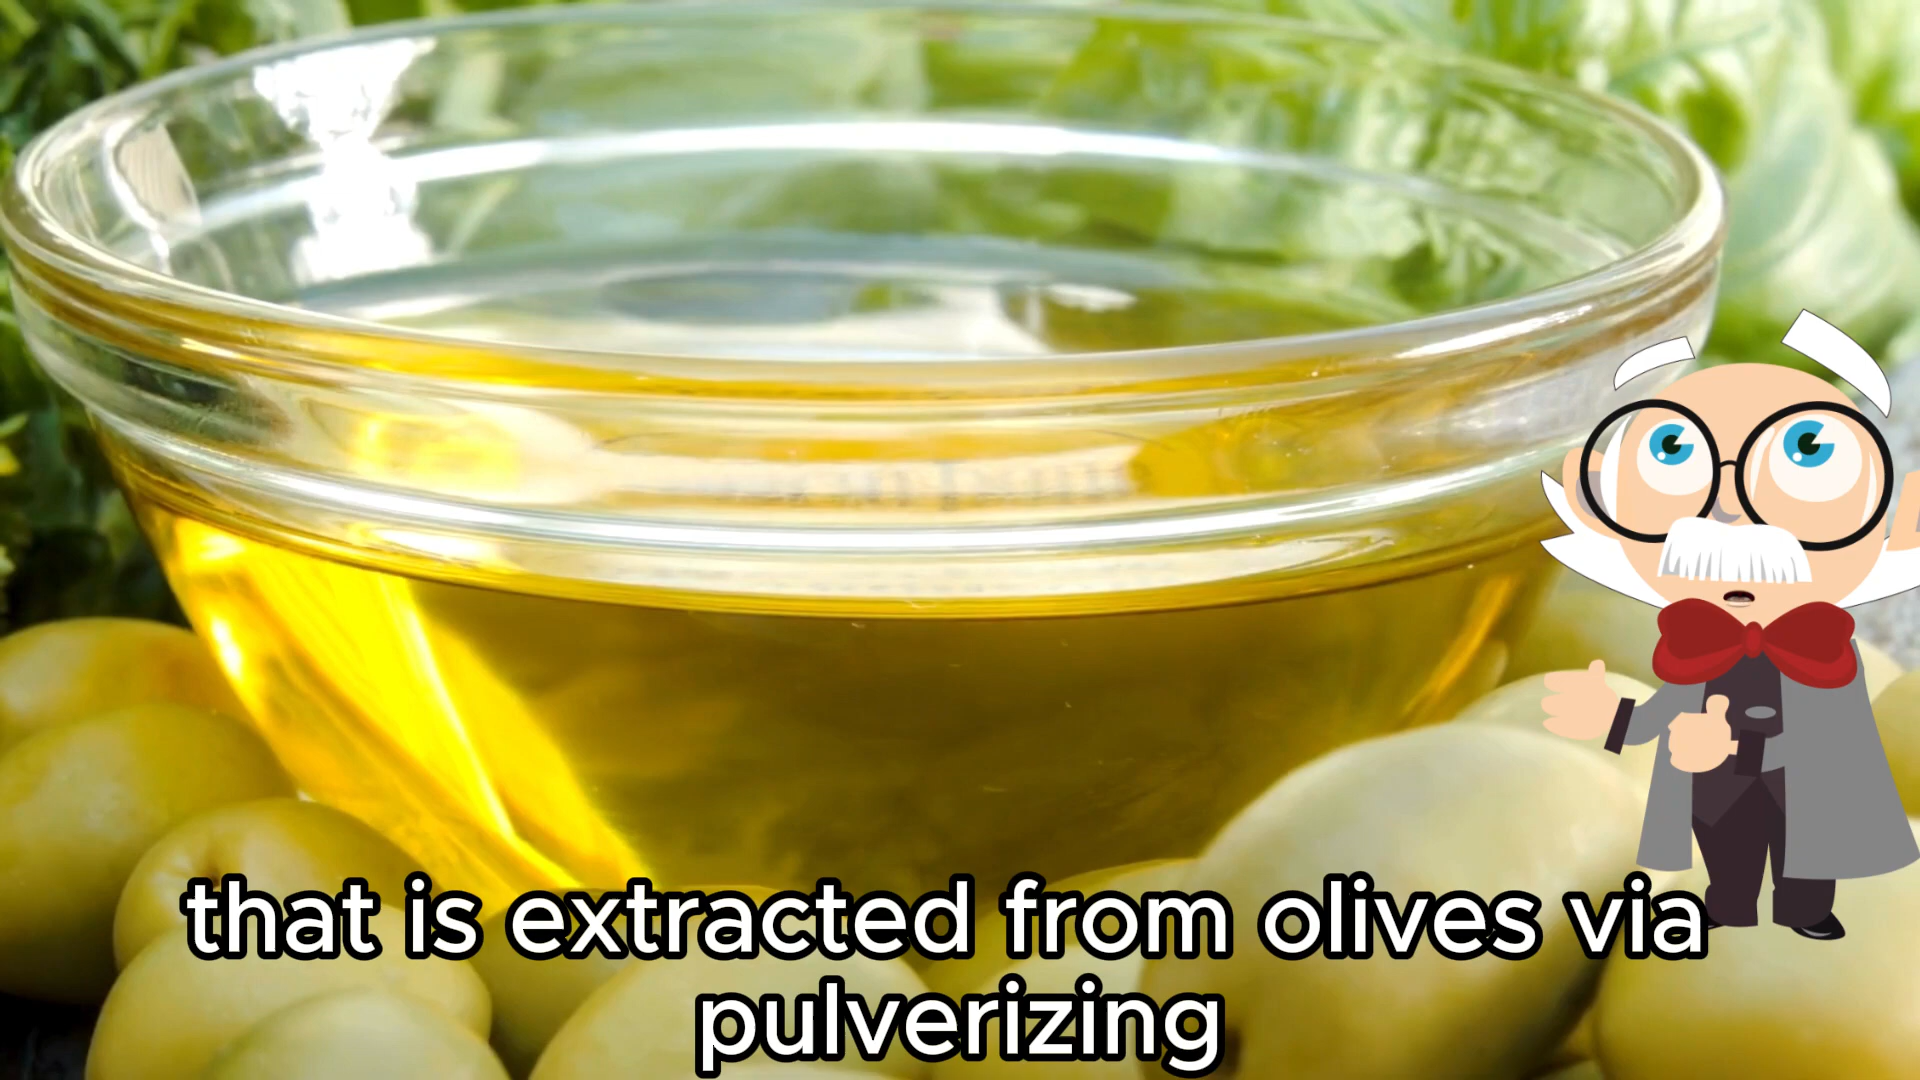 that is extracted from olives via
pulverizing